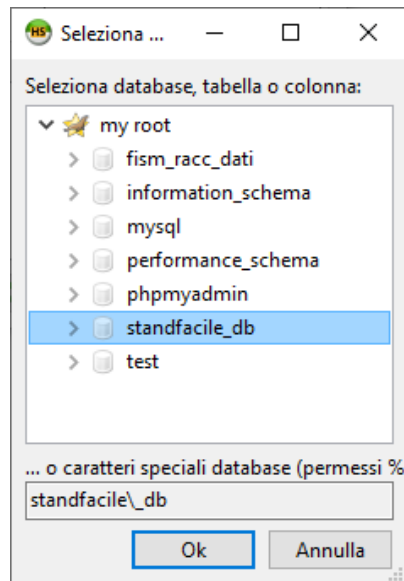 HS Seleziona ...
Seleziona database, tabella o colonna:
my root
fism_racc_dati
information_schema
mysql
performance_schema
phpmyadmin
standfacile_db
test
... o caratteri speciali database (permessi %
standfacile\_db
Ok Annulla